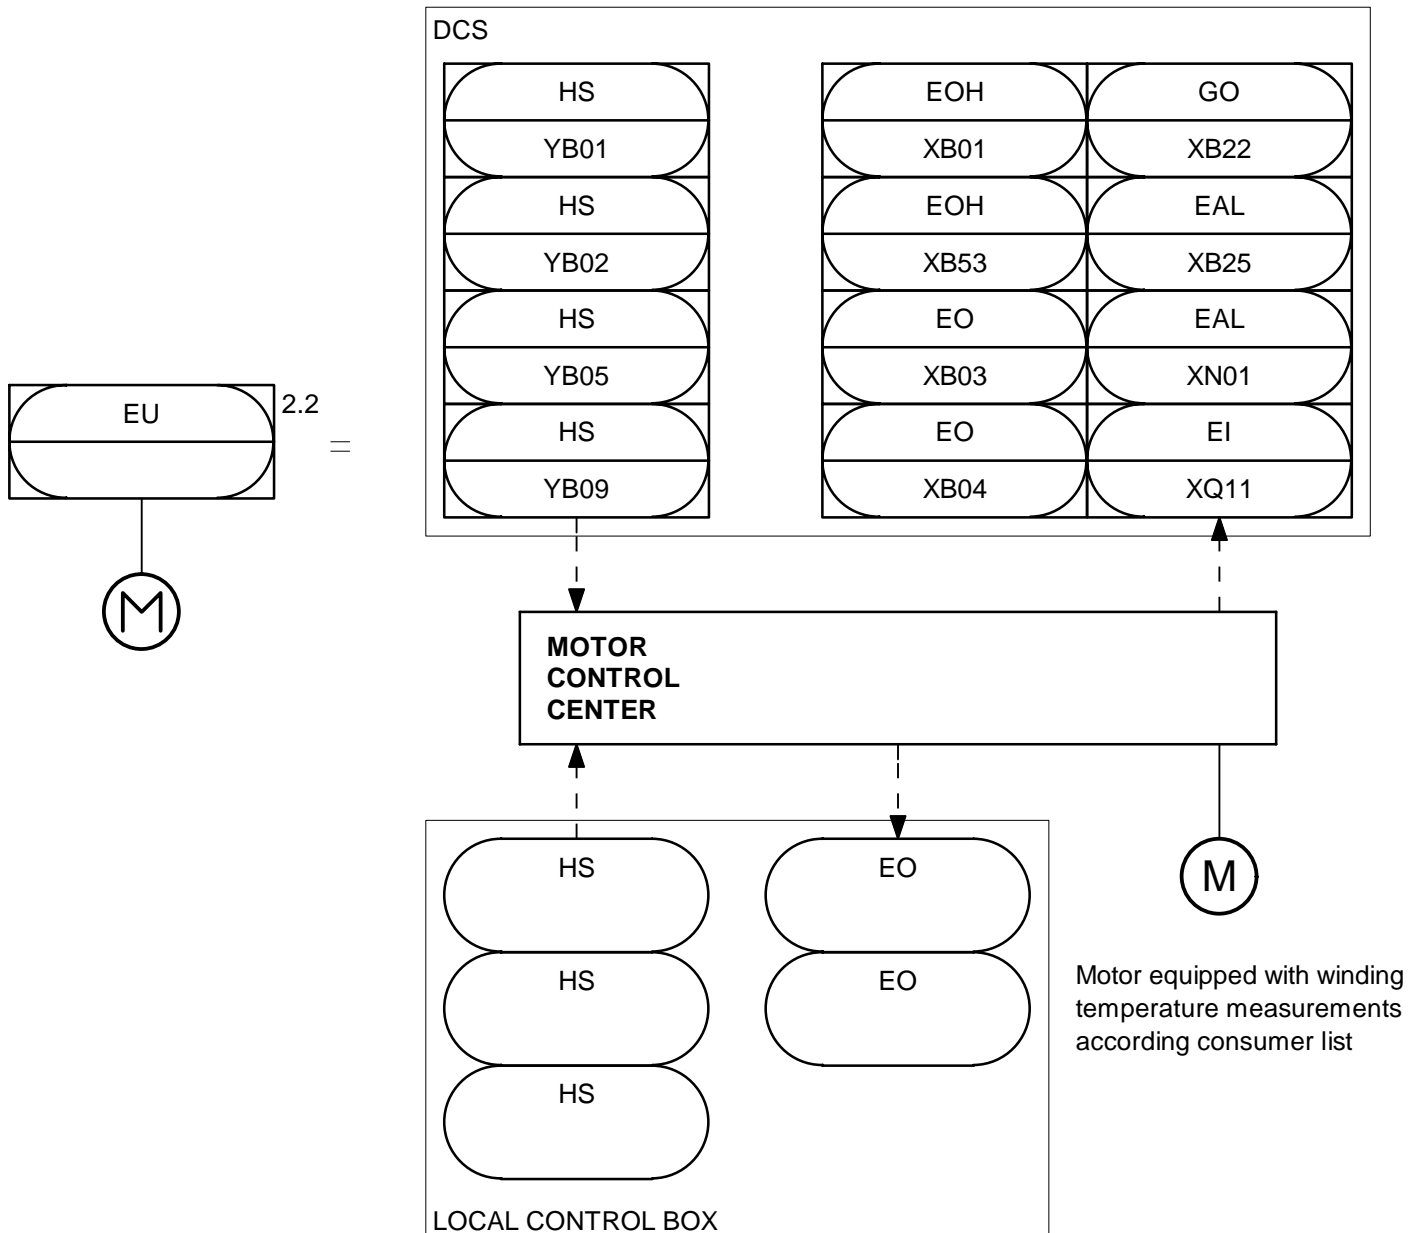 DCS
HS
YB01
HS
YB02
HS
YB05
HS
YB09
EOH
XB01
EOH
XB53
EO
XB03
EO
XB04
GO
XB22
EAL
XB25
EAL
XN01
EI
XQ11
EU
2.2
=
M
MOTOR
CONTROL
CENTER
HS
HS
HS
EO
EO
LOCAL CONTROL BOX
M
Motor equipped with winding
temperature measurements
according consumer list